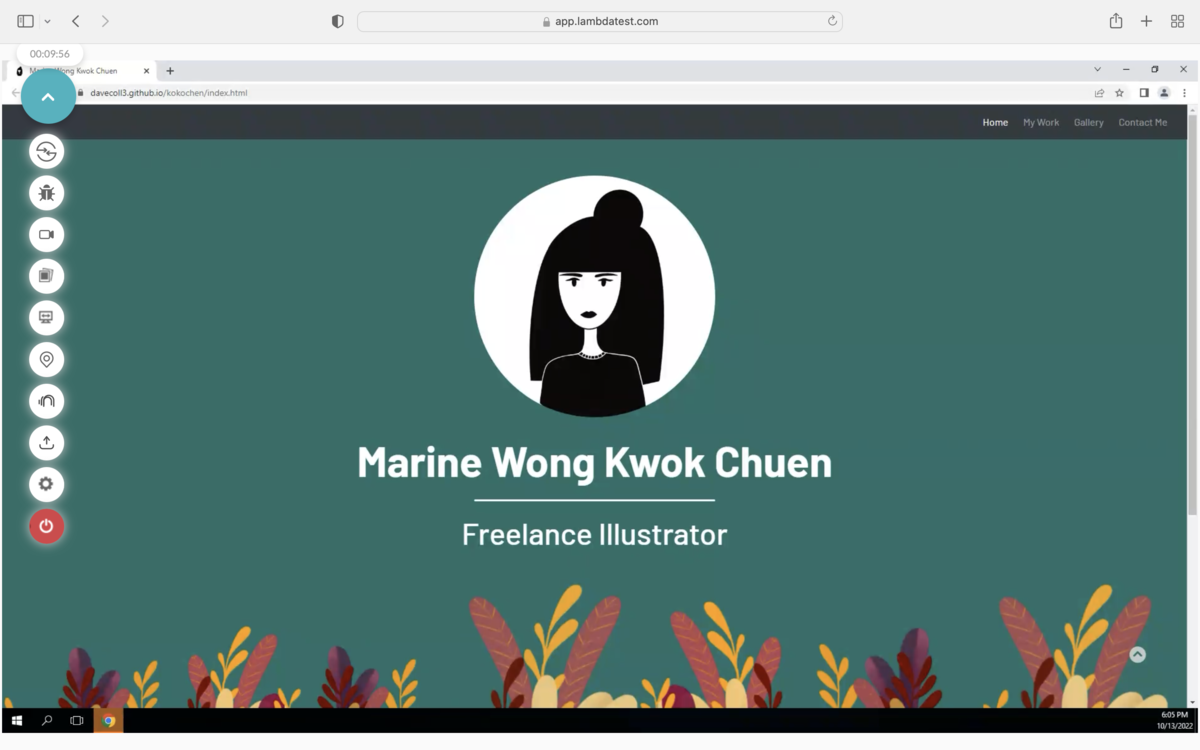 app.lambdatest.com
00:09:56
Wong Kwok Chuen
davecoll3.github.io/kokochen/index.html
Home My Work Gallery Contact Me
Marine Wong Kwok Chuen
Freelance Illustrator
6:05 PM
10/13/2022